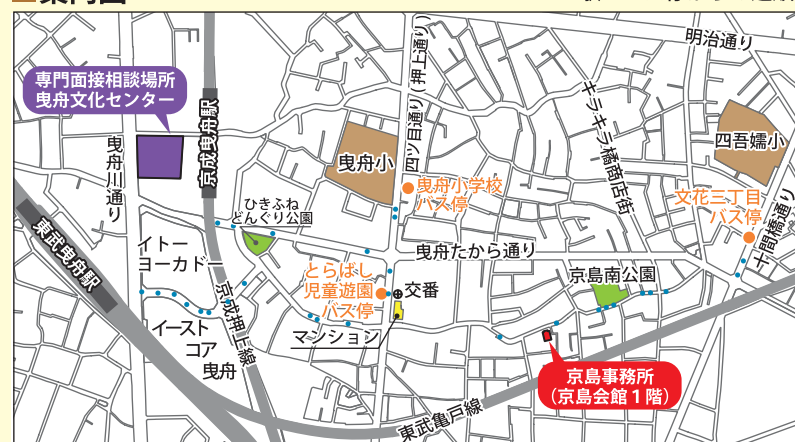 明治通り
専門面接相談場所
曳舟文化センター
曳舟川通り
京成曳舟駅
四ツ目通り(押上通り)
キラキラ橘商店街
曳舟小
四吾嬬小
曳舟小学校
バス停
文花三丁目
バス停
十間橋通り
ひきふね
どんぐり公園
東武曳舟駅
イトー
ヨーカドー
曳舟たから通り
とらばし
児童遊園
バス停
交番
京島南公園
京成押上線
マンション
イースト
コア
曳舟
京島事務所
(京島会館1階)
東武亀戸線